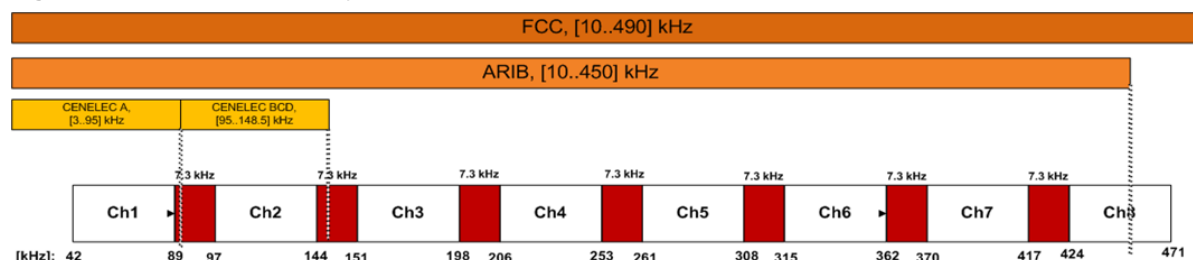 FCC, [10..490] kHz
ARIB, [10..450] kHz
CENELEC A, CENELEC BCD,
[3..95] kHz [95..148.5] kHz
7.3 kHz 7.3 kHz 7.3 kHz 7.3 kHz 7.3 kHz 7.3 kHz 7.3 kHz
Ch1 Ch2 Ch3 Ch4 Ch5 Ch6 Ch7 Ch8
[kHz]: 42 89 97 144 151 198 206 253 261 308 315 362 370 417 424 471